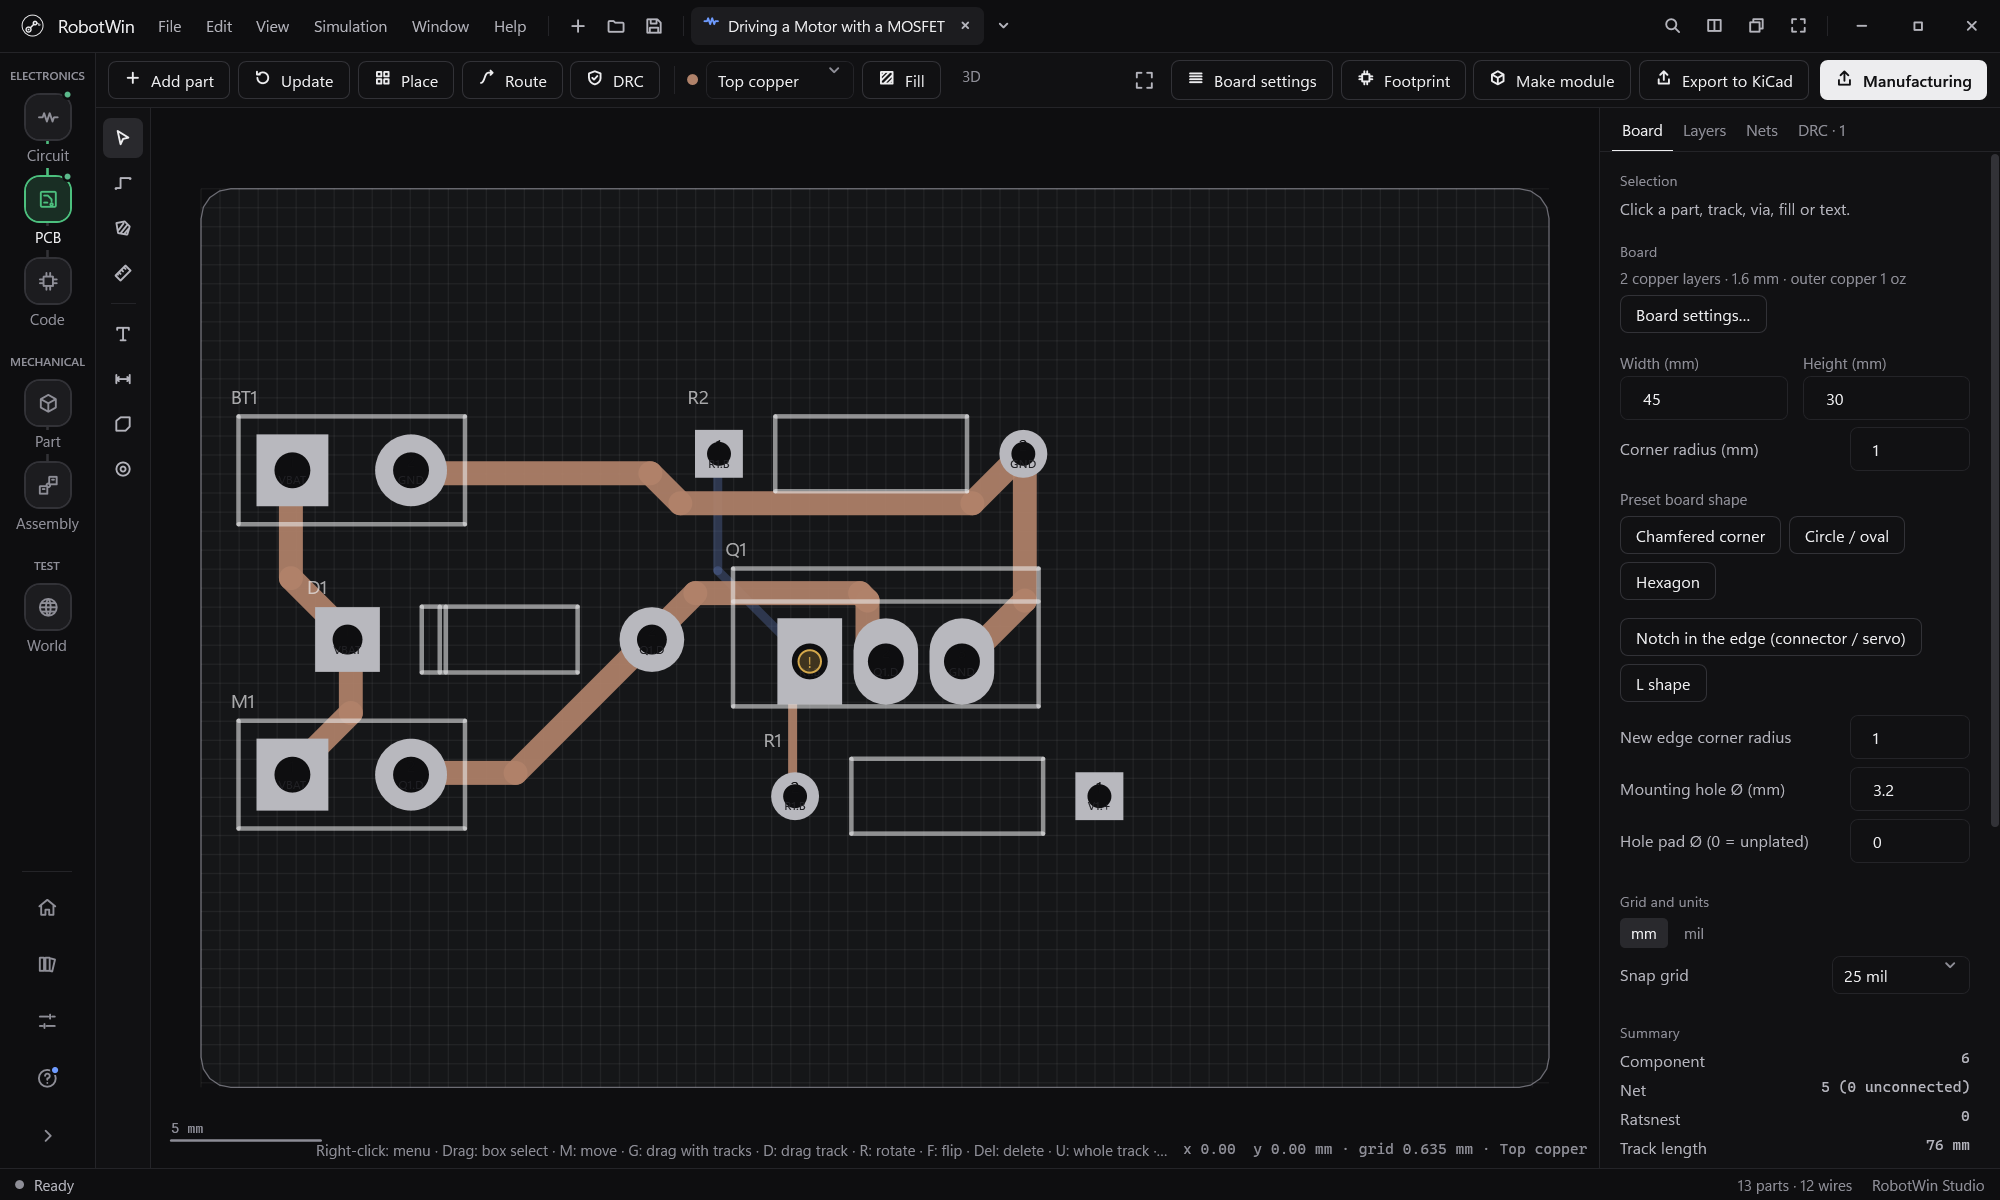 RobotWin File Edit View Simulation Window Help Driving a Motor with a MOSFET
ELECTRONICS
Circuit
PCB
Code
MECHANICAL
Part
Assembly
TEST
World
Add part Update Place Route DRC Top copper Fill 3D Board settings Footprint Make module Export to KiCad Manufacturing
BT1
R2
GND
D1
Q1
M1
R1
5 mm
Right-click: menu · Drag: box select · M: move · G: drag with tracks · D: drag track · R: rotate · F: flip · Del: delete · U: whole track ·...
x 0.00 y 0.00 mm · grid 0.635 mm · Top copper
Board Layers Nets DRC · 1
Selection
Click a part, track, via, fill or text.
Board
2 copper layers · 1.6 mm · outer copper 1 oz
Board settings...
Width (mm) Height (mm)
45 30
Corner radius (mm) 1
Preset board shape
Chamfered corner Circle / oval
Hexagon
Notch in the edge (connector / servo)
L shape
New edge corner radius 1
Mounting hole Ø (mm) 3.2
Hole pad Ø (0 = unplated) 0
Grid and units
mm mil
Snap grid 25 mil
Summary
Component 6
Net 5 (0 unconnected)
Ratsnest 0
Track length 76 mm
Ready
13 parts · 12 wires RobotWin Studio